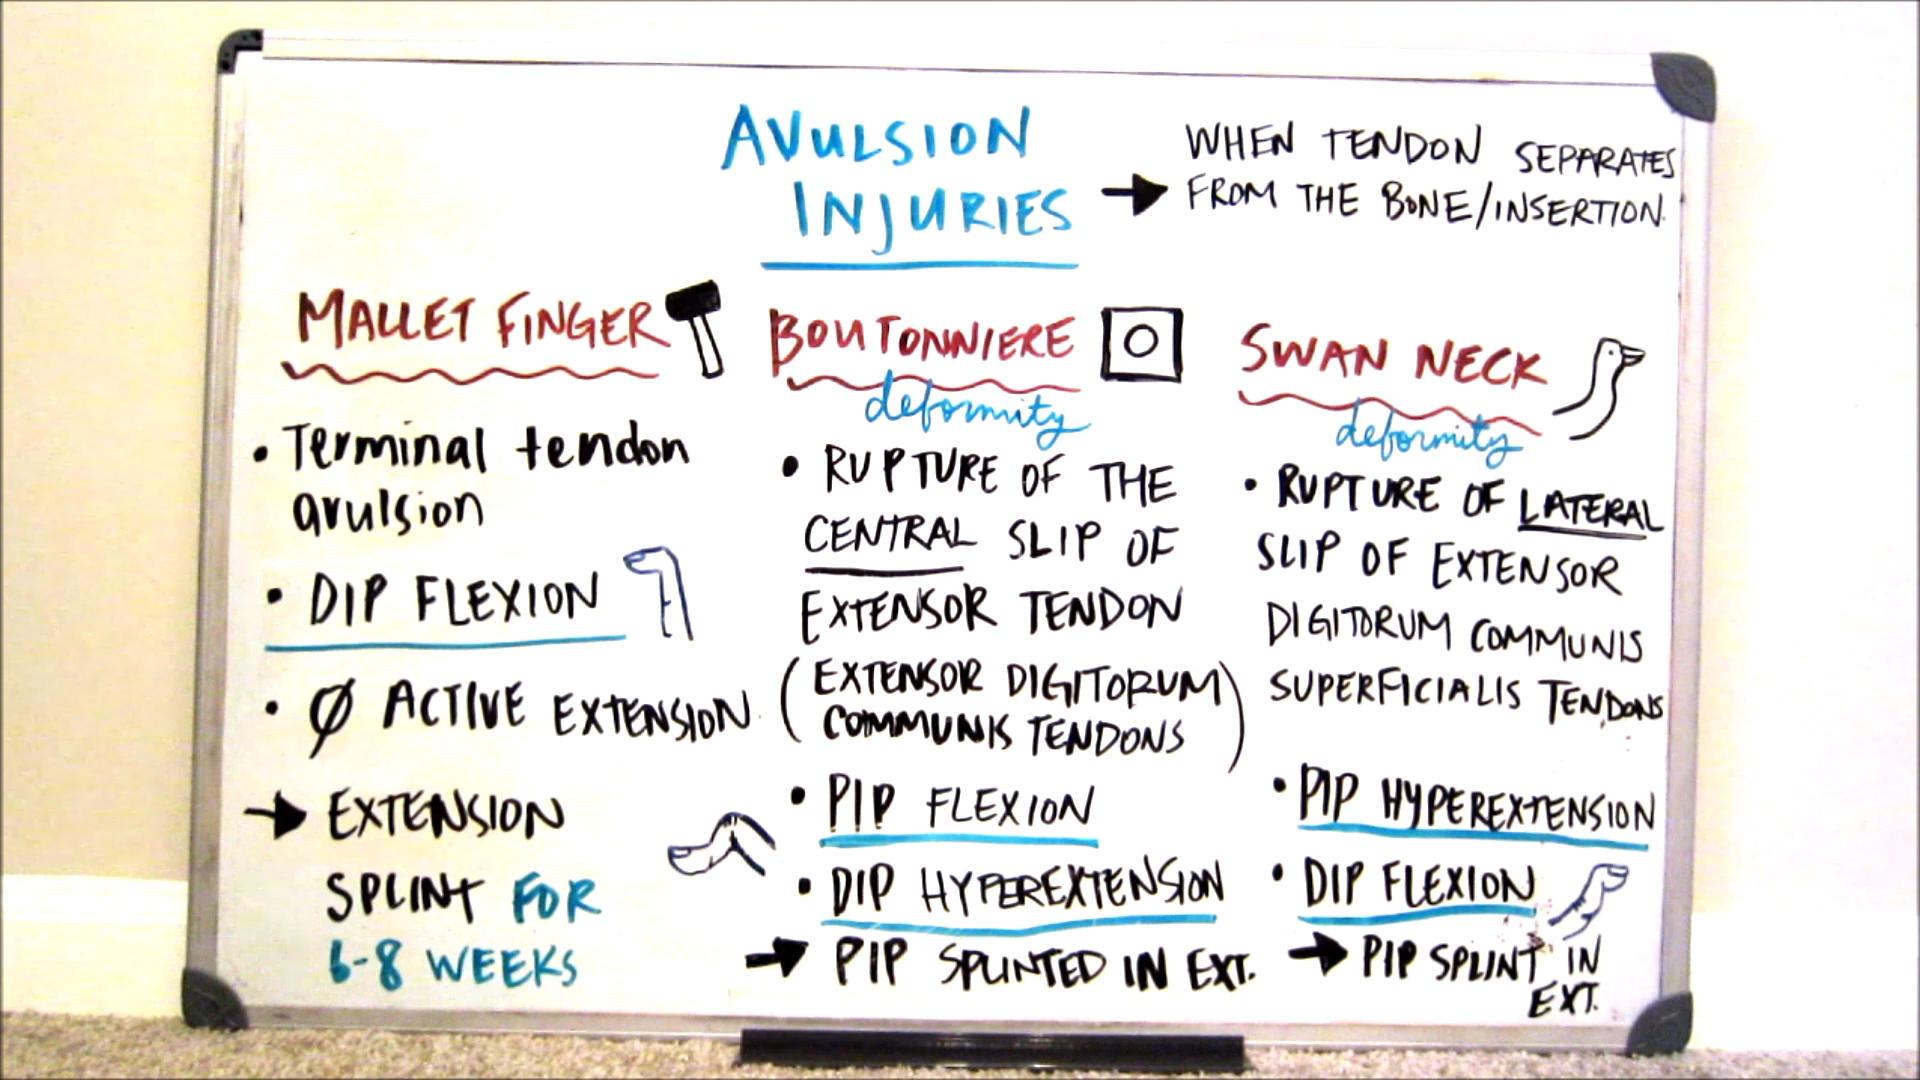 AVULSION
INJURIES
→ WHEN TENDON SEPARATES
FROM THE BONE/INSERTION.
MALLET FINGER
• Terminal tendon
avulsion
• DIP FLEXION
• Ø ACTIVE EXTENSION
→ EXTENSION
SPLINT FOR
6-8 WEEKS
BOUTONNIERE
deformity
• RUPTURE OF THE
CENTRAL SLIP OF
EXTENSOR TENDON
(EXTENSOR DIGITORUM
COMMUNIS TENDONS)
• PIP FLEXION
• DIP HYPEREXTENSION
→ PIP SPLINTED IN EXT.
SWAN NECK
deformity
• RUPTURE OF LATERAL
SLIP OF EXTENSOR
DIGITORUM COMMUNIS
SUPERFICIALIS TENDONS
• PIP HYPEREXTENSION
• DIP FLEXION
→ PIP SPLINT IN
EXT.